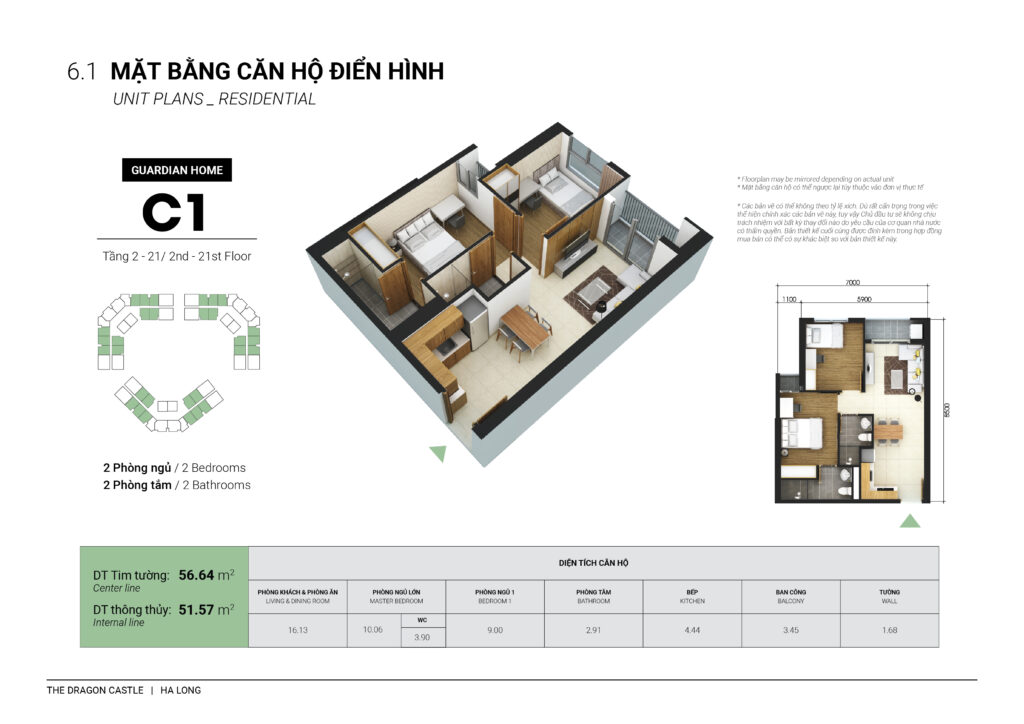 6.1 MẶT BẰNG CĂN HỘ ĐIỂN HÌNH
UNIT PLANS _ RESIDENTIAL
GUARDIAN HOME
C1
Tầng 2 - 21/ 2nd - 21st Floor
2 Phòng ngủ / 2 Bedrooms
2 Phòng tắm / 2 Bathrooms
* Floorplan may be mirrored depending on actual unit
* Mặt bằng căn hộ có thể ngược lại tùy thuộc vào đơn vị thực tế
* Các bản vẽ có thể không theo tỷ lệ xích. Dù rất cẩn trọng trong việc
thể hiện chính xác các bản vẽ này, tuy vậy Chủ đầu tư sẽ không chịu
trách nhiệm với bất kỳ thay đổi nào do yêu cầu của cơ quan nhà nước
có thẩm quyền. Bản thiết kế cuối cùng được đính kèm trong hợp đồng
mua bán có thể có sự khác biệt so với bản thiết kế này.
7000
1100 5900
8500
DT Tim tường: 56.64 m²
Center line
DT thông thủy: 51.57 m²
Internal line
DIỆN TÍCH CĂN HỘ
PHÒNG KHÁCH & PHÒNG ĂN
LIVING & DINING ROOM
16.13
PHÒNG NGỦ LỚN
MASTER BEDROOM
10.06
WC
3.90
PHÒNG NGỦ 1
BEDROOM 1
9.00
PHÒNG TẮM
BATHROOM
2.91
BẾP
KITCHEN
4.44
BAN CÔNG
BALCONY
3.45
TƯỜNG
WALL
1.68
THE DRAGON CASTLE | HA LONG